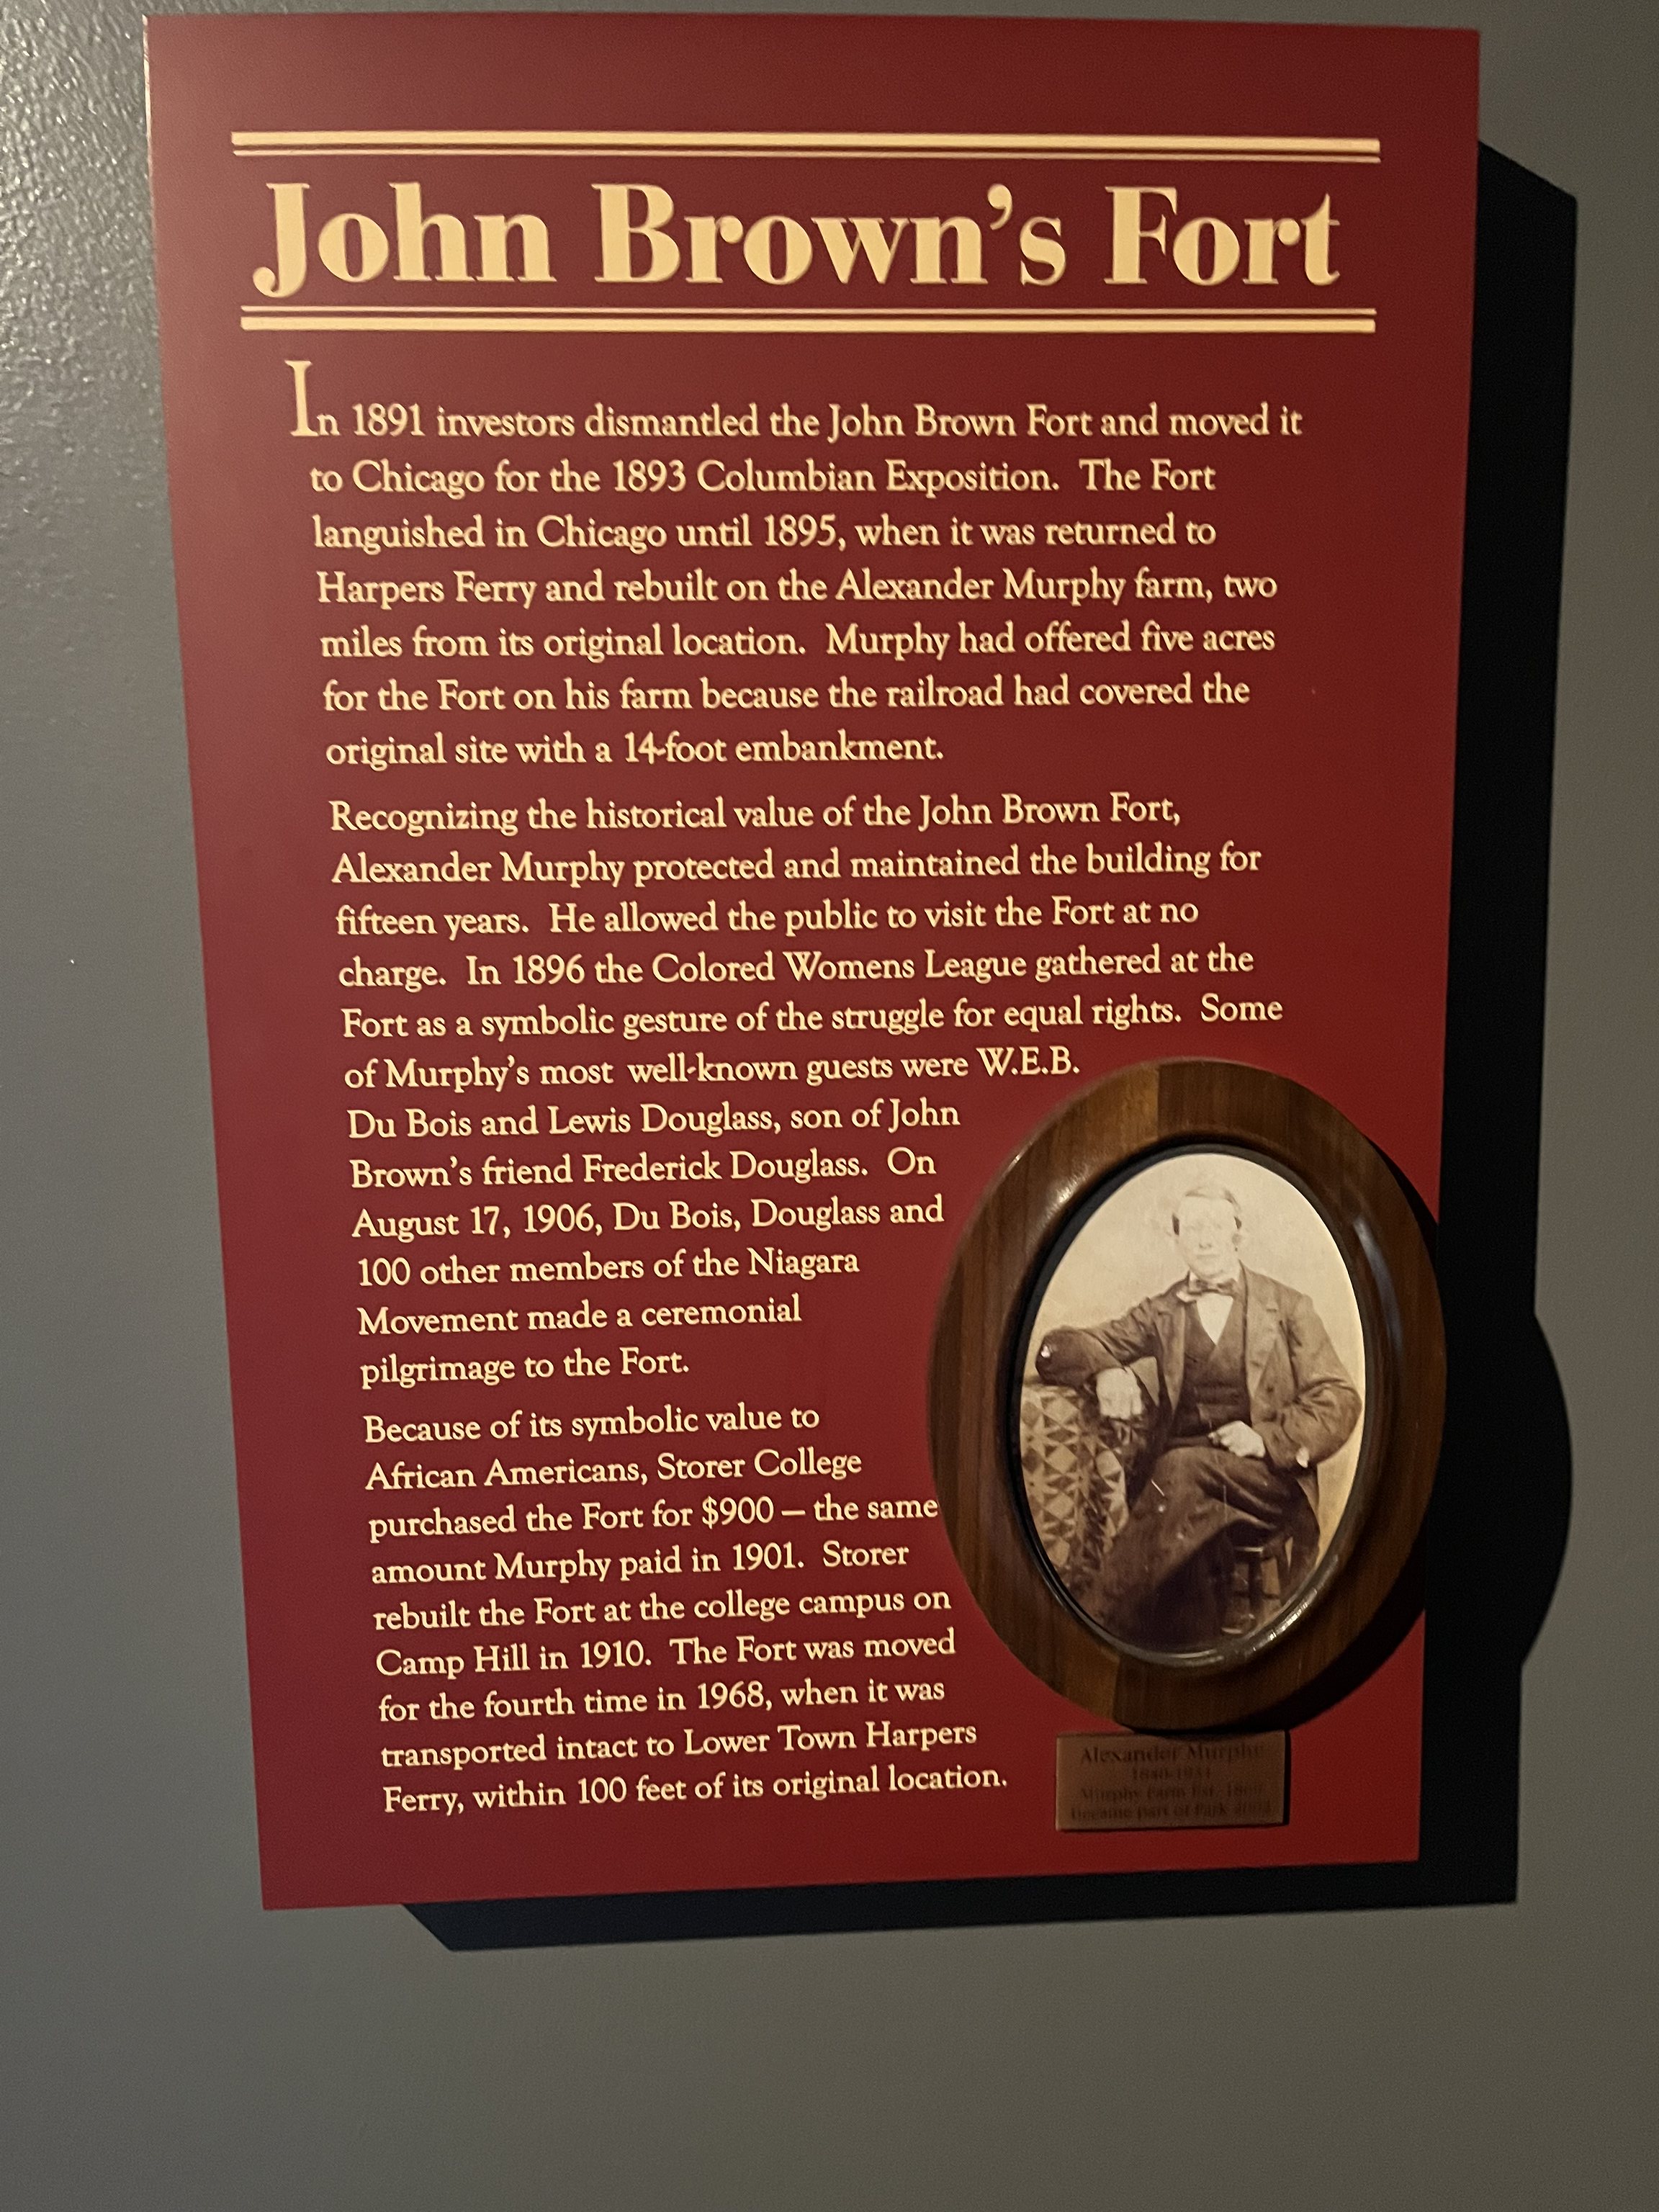 John Brown's Fort
In 1891 investors dismantled the John Brown Fort and moved it
to Chicago for the 1893 Columbian Exposition. The Fort
languished in Chicago until 1895, when it was returned to
Harpers Ferry and rebuilt on the Alexander Murphy farm, two
miles from its original location. Murphy had offered five acres
for the Fort on his farm because the railroad had covered the
original site with a 14-foot embankment.
Recognizing the historical value of the John Brown Fort,
Alexander Murphy protected and maintained the building for
fifteen years. He allowed the public to visit the Fort at no
charge. In 1896 the Colored Womens League gathered at the
Fort as a symbolic gesture of the struggle for equal rights. Some
of Murphy's most well-known guests were W.E.B.
Du Bois and Lewis Douglass, son of John
Brown's friend Frederick Douglass. On
August 17, 1906, Du Bois, Douglass and
100 other members of the Niagara
Movement made a ceremonial
pilgrimage to the Fort.
Because of its symbolic value to
African Americans, Storer College
purchased the Fort for $900 — the same
amount Murphy paid in 1901. Storer
rebuilt the Fort at the college campus on
Camp Hill in 1910. The Fort was moved
for the fourth time in 1968, when it was
transported intact to Lower Town Harpers
Ferry, within 100 feet of its original location.
Alexander Murphy
Murphy Farm Est.
Became part of Park